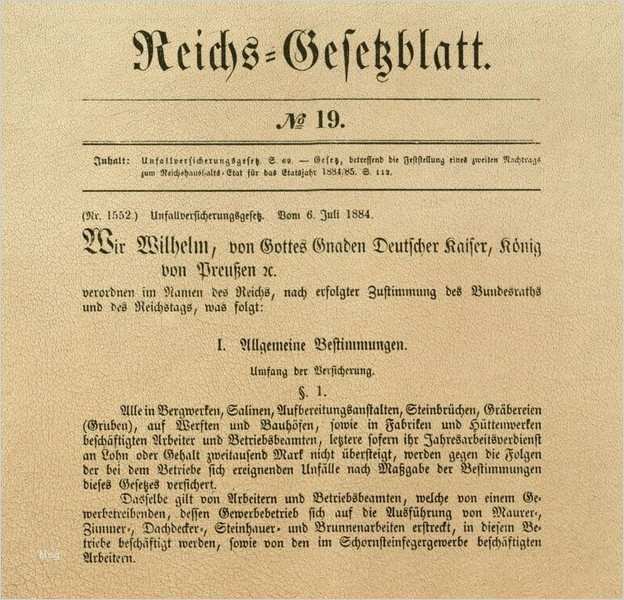 Reichs-Gesetzblatt.
№ 19.
Inhalt: Unfallversicherungsgesetz. S. 69. — Gesetz, betreffend die Feststellung eines zweiten Nachtrags
zum Reichshaushalts-Etat für das Etatsjahr 1884/85. S. 112.
(Nr. 1552.) Unfallversicherungsgesetz. Vom 6. Juli 1884.
Wir Wilhelm, von Gottes Gnaden Deutscher Kaiser, König
von Preußen ꝛc.
verordnen im Namen des Reichs, nach erfolgter Zustimmung des Bundesraths
und des Reichstags, was folgt:
I. Allgemeine Bestimmungen.
Umfang der Versicherung.
§. 1.
Alle in Bergwerken, Salinen, Aufbereitungsanstalten, Steinbrüchen, Gräbereien
(Gruben), auf Werften und Bauhöfen, sowie in Fabriken und Hüttenwerken
beschäftigten Arbeiter und Betriebsbeamten, letztere sofern ihr Jahresarbeitsverdienst
an Lohn oder Gehalt zweitausend Mark nicht übersteigt, werden gegen die Folgen
der bei dem Betriebe sich ereignenden Unfälle nach Maßgabe der Bestimmungen
dieses Gesetzes versichert.
Dasselbe gilt von Arbeitern und Betriebsbeamten, welche von einem Ge-
werbetreibenden, dessen Gewerbebetrieb sich auf die Ausführung von Maurer-,
Zimmer-, Dachdecker-, Steinhauer- und Brunnenarbeiten erstreckt, in diesem Be-
triebe beschäftigt werden, sowie von den im Schornsteinfegergewerbe beschäftigten
Arbeitern.